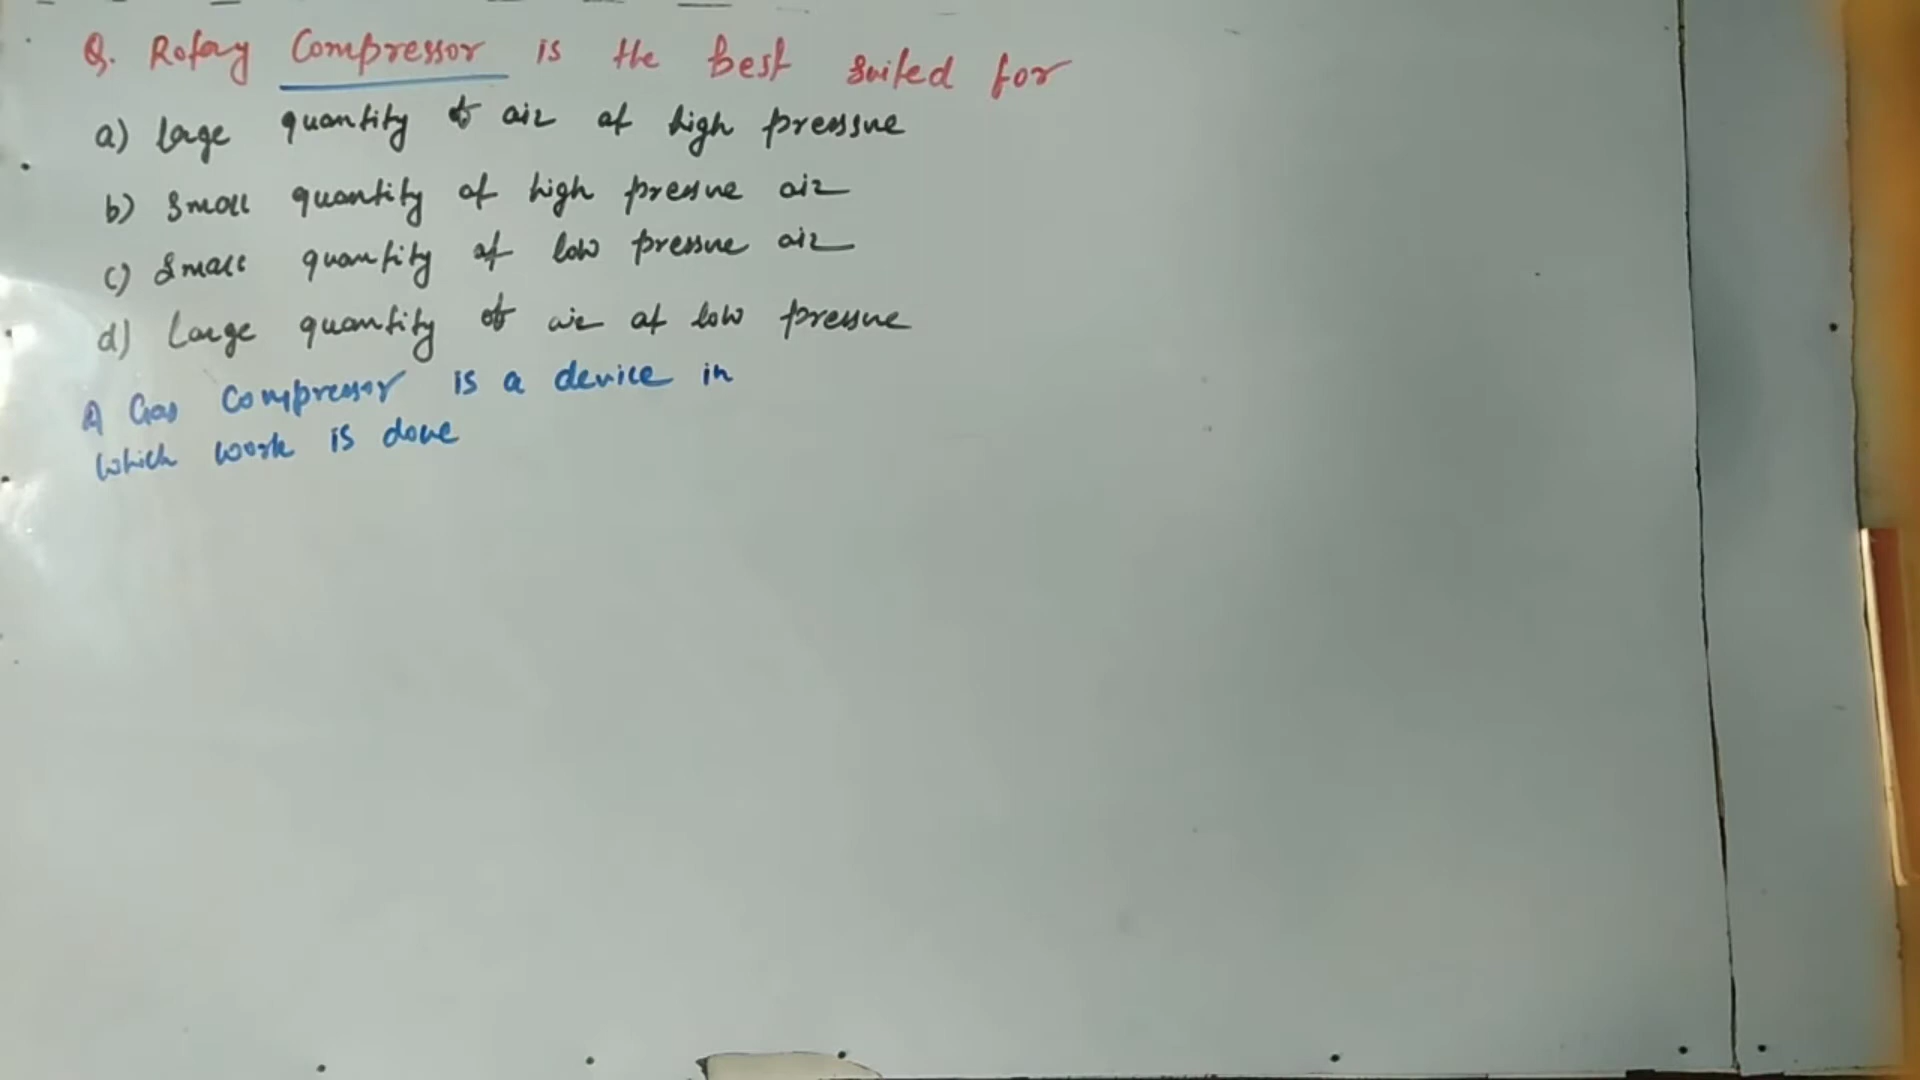 Q. Rotary Compressor is the best suited for
a) large quantity of air at high pressure
b) Small quantity of high pressure air
c) Small quantity of low pressure air
d) Large quantity of air at low pressure
A Gas Compressor is a device in
which work is done